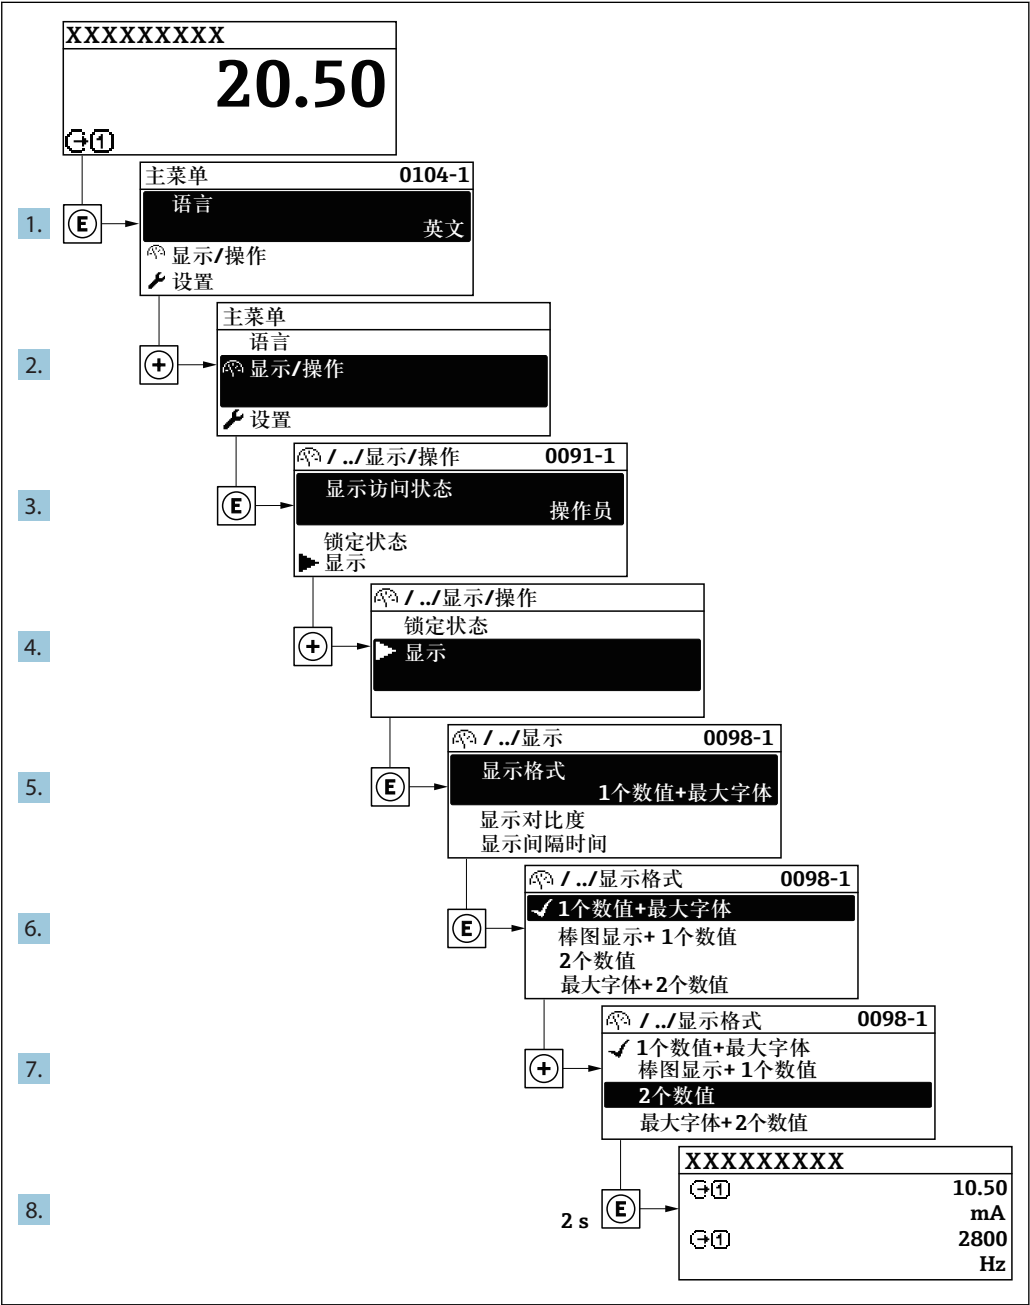 XXXXXXXXX
20.50
1
主菜单 0104-1
1. E 语言
英文
显示/操作
设置
主菜单
语言
2. + 显示/操作
设置
/ ../显示/操作 0091-1
3. E 显示访问状态
操作员
锁定状态
显示
/ ../显示/操作
锁定状态
4. + 显示
/ ../显示 0098-1
5. E 显示格式
1个数值+最大字体
显示对比度
显示间隔时间
/ ../显示格式 0098-1
6. E 1个数值+最大字体
棒图显示+ 1个数值
2个数值
最大字体+2个数值
/ ../显示格式 0098-1
1个数值+最大字体
7. + 棒图显示+ 1个数值
2个数值
最大字体+2个数值
XXXXXXXXX
1 10.50
8. 2 s E mA
1 2800
Hz